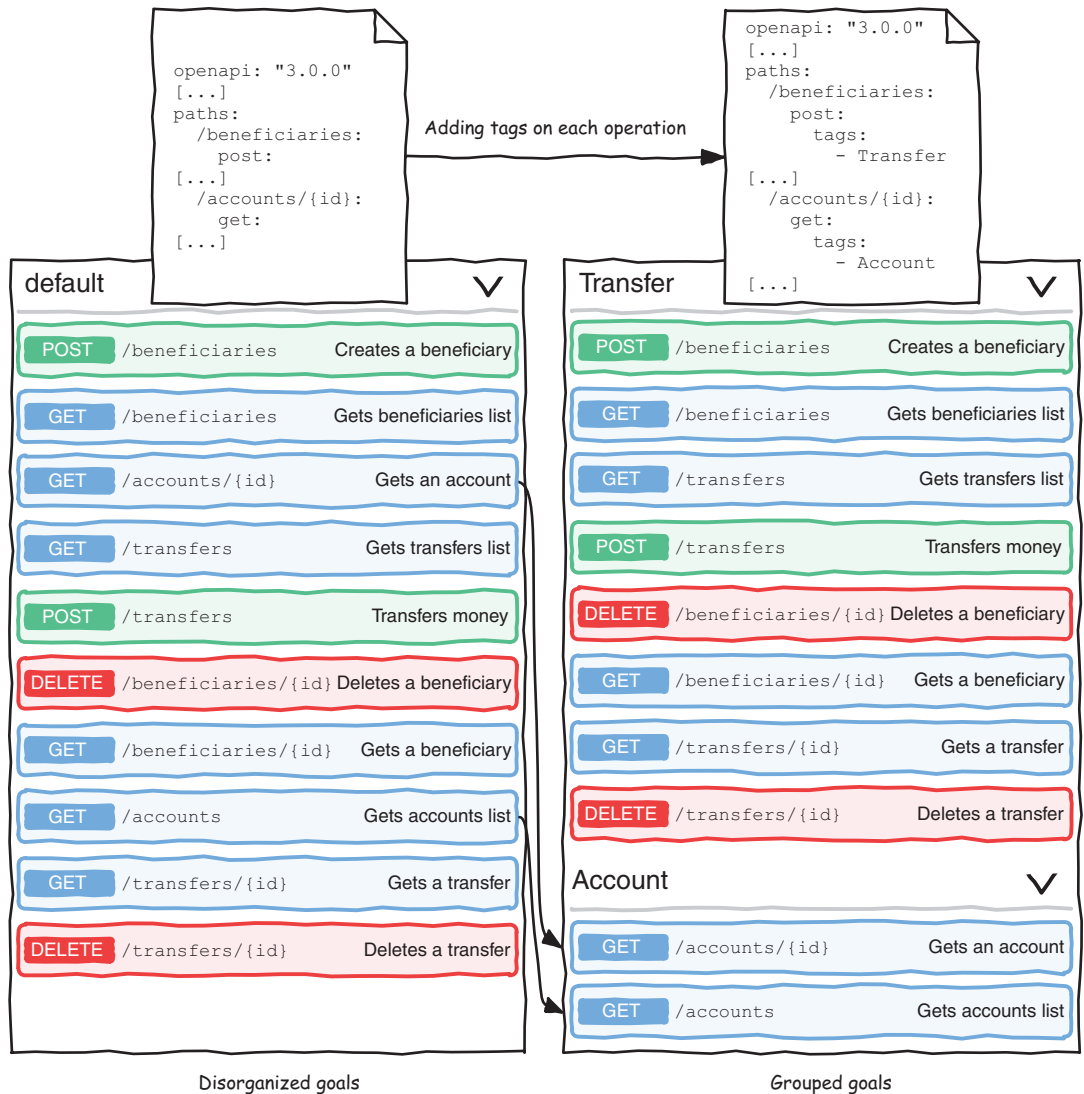 openapi: "3.0.0"
[...]
paths:
  /beneficiaries:
    post:
[...]
  /accounts/{id}:
    get:
[...]
Adding tags on each operation
openapi: "3.0.0"
[...]
paths:
  /beneficiaries:
    post:
      tags:
        - Transfer
[...]
  /accounts/{id}:
    get:
      tags:
        - Account
[...]
default
POST /beneficiaries Creates a beneficiary
GET /beneficiaries Gets beneficiaries list
GET /accounts/{id} Gets an account
GET /transfers Gets transfers list
POST /transfers Transfers money
DELETE /beneficiaries/{id} Deletes a beneficiary
GET /beneficiaries/{id} Gets a beneficiary
GET /accounts Gets accounts list
GET /transfers/{id} Gets a transfer
DELETE /transfers/{id} Deletes a transfer
Disorganized goals
Transfer
POST /beneficiaries Creates a beneficiary
GET /beneficiaries Gets beneficiaries list
GET /transfers Gets transfers list
POST /transfers Transfers money
DELETE /beneficiaries/{id} Deletes a beneficiary
GET /beneficiaries/{id} Gets a beneficiary
GET /transfers/{id} Gets a transfer
DELETE /transfers/{id} Deletes a transfer
Account
GET /accounts/{id} Gets an account
GET /accounts Gets accounts list
Grouped goals